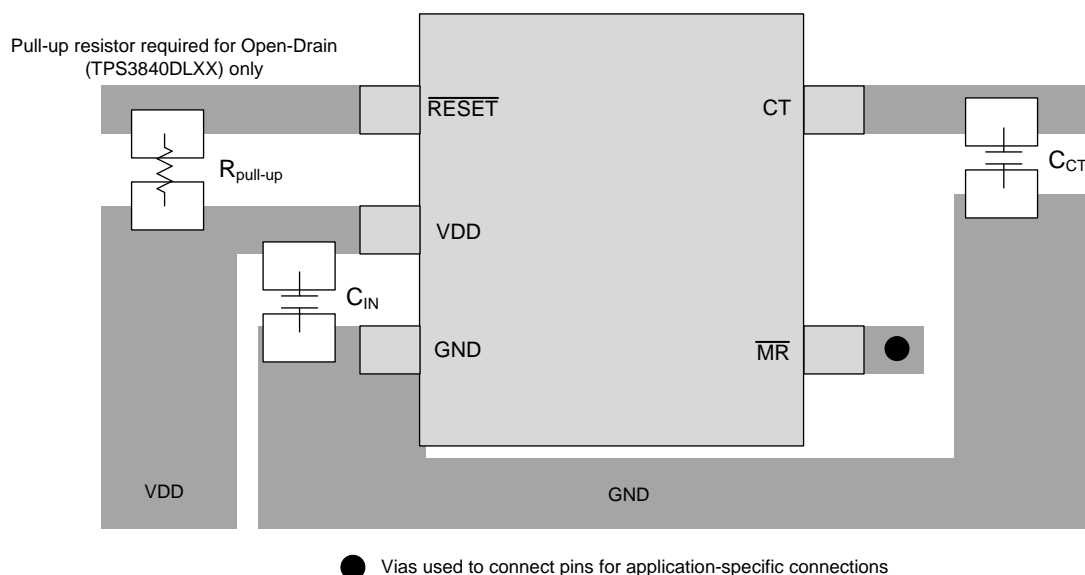 Pull-up resistor required for Open-Drain
(TPS3840DLXX) only
RESET
CT
Rpull-up
CCT
VDD
CIN
GND
MR
VDD
GND
Vias used to connect pins for application-specific connections